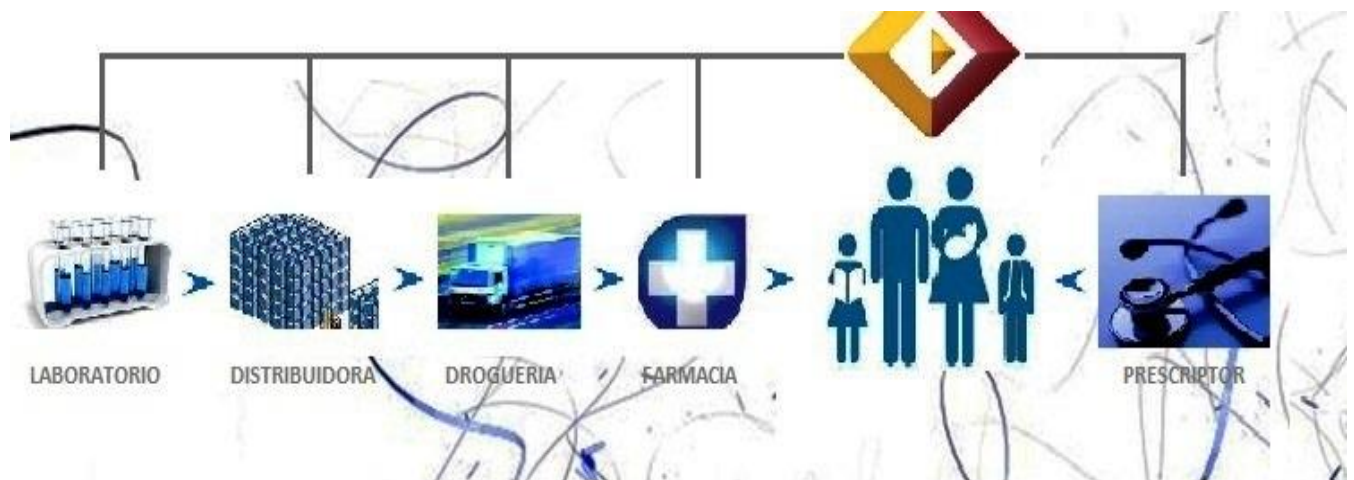 LABORATORIO
DISTRIBUIDORA
DROGUERIA
FARMACIA
PRESCRIPTOR